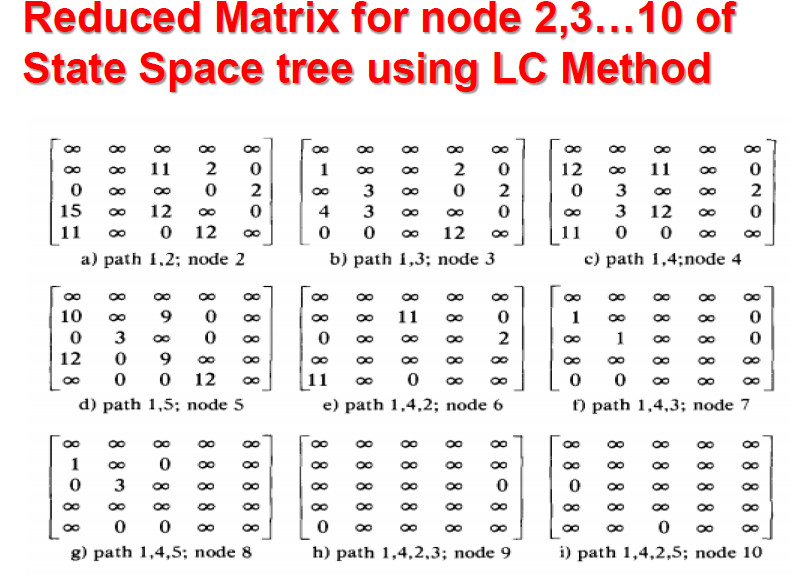 Reduced Matrix for node 2,3...10 of
State Space tree using LC Method
∞ ∞ ∞ ∞ ∞
∞ ∞ 11 2 0
0 ∞ ∞ 0 2
15 ∞ 12 ∞ 0
11 ∞ 0 12 ∞
a) path 1,2; node 2
∞ ∞ ∞ ∞ ∞
1 ∞ ∞ 2 0
∞ 3 ∞ 0 2
4 3 ∞ ∞ 0
0 0 ∞ 12 ∞
b) path 1,3; node 3
∞ ∞ ∞ ∞ ∞
12 ∞ 11 ∞ 0
0 3 ∞ ∞ 2
∞ 3 12 ∞ 0
11 0 0 ∞ ∞
c) path 1,4;node 4
∞ ∞ ∞ ∞ ∞
10 ∞ 9 0 ∞
0 3 ∞ 0 ∞
12 0 9 ∞ ∞
∞ 0 0 12 ∞
d) path 1,5; node 5
∞ ∞ ∞ ∞ ∞
∞ ∞ 11 ∞ 0
0 ∞ ∞ ∞ 2
∞ ∞ ∞ ∞ ∞
11 ∞ 0 ∞ ∞
e) path 1,4,2; node 6
∞ ∞ ∞ ∞ ∞
1 ∞ ∞ ∞ 0
∞ 1 ∞ ∞ 0
∞ ∞ ∞ ∞ ∞
0 0 ∞ ∞ ∞
f) path 1,4,3; node 7
∞ ∞ ∞ ∞ ∞
1 ∞ 0 ∞ ∞
0 3 ∞ ∞ ∞
∞ ∞ ∞ ∞ ∞
∞ 0 0 ∞ ∞
g) path 1,4,5; node 8
∞ ∞ ∞ ∞ ∞
∞ ∞ ∞ ∞ ∞
∞ ∞ ∞ ∞ 0
∞ ∞ ∞ ∞ ∞
0 ∞ ∞ ∞ ∞
h) path 1,4,2,3; node 9
∞ ∞ ∞ ∞ ∞
∞ ∞ ∞ ∞ ∞
0 ∞ ∞ ∞ ∞
∞ ∞ ∞ ∞ ∞
∞ ∞ 0 ∞ ∞
i) path 1,4,2,5; node 10